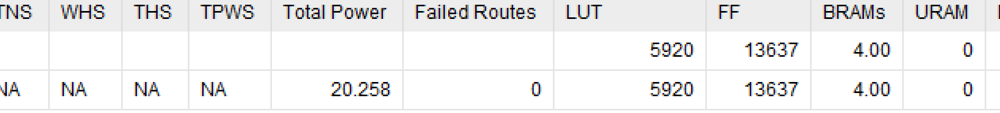 TNS WHS THS TPWS Total Power Failed Routes LUT FF BRAMs URAM
5920 13637 4.00 0
NA NA NA NA 20.258 0 5920 13637 4.00 0